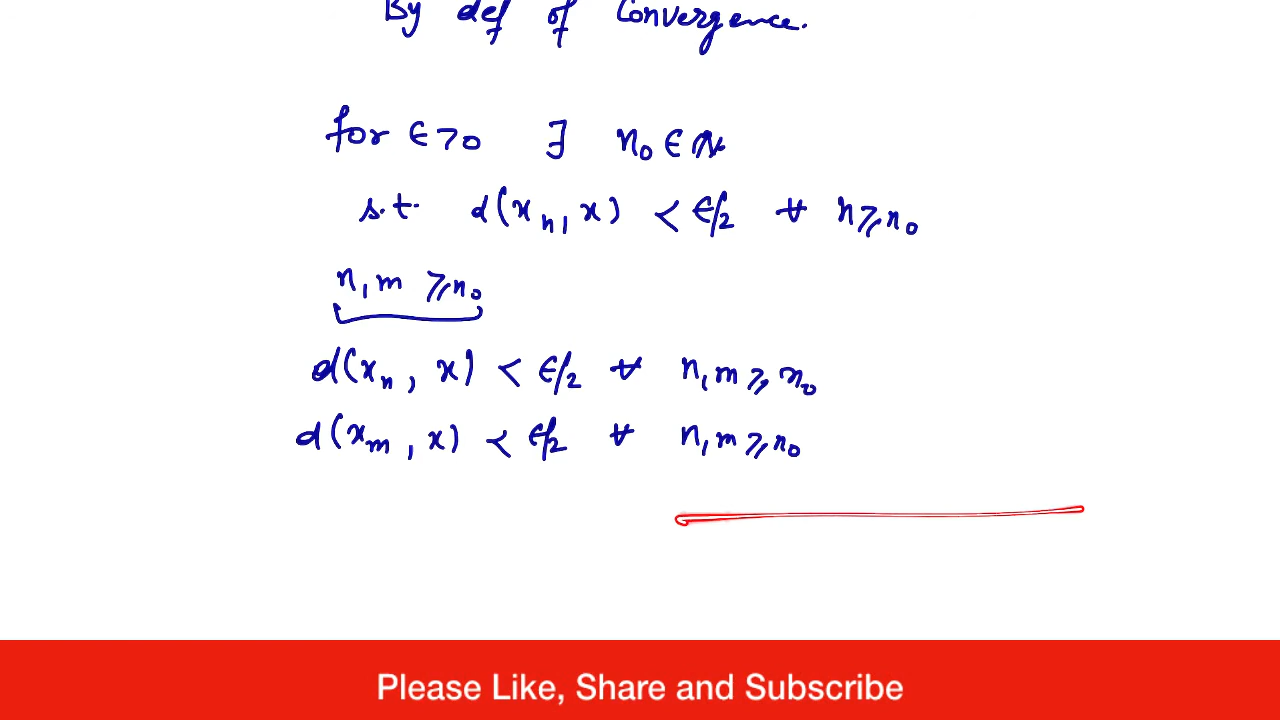 By def of Convergence.
for ϵ>0 ∃ n₀ ∈ N
s.t. d(xₙ, x) < ϵ/2 ∀ n ≥ n₀
n, m ≥ n₀
d(xₙ, x) < ϵ/2 ∀ n, m ≥ n₀
d(xₘ, x) < ϵ/2 ∀ n, m ≥ n₀
Please Like, Share and Subscribe